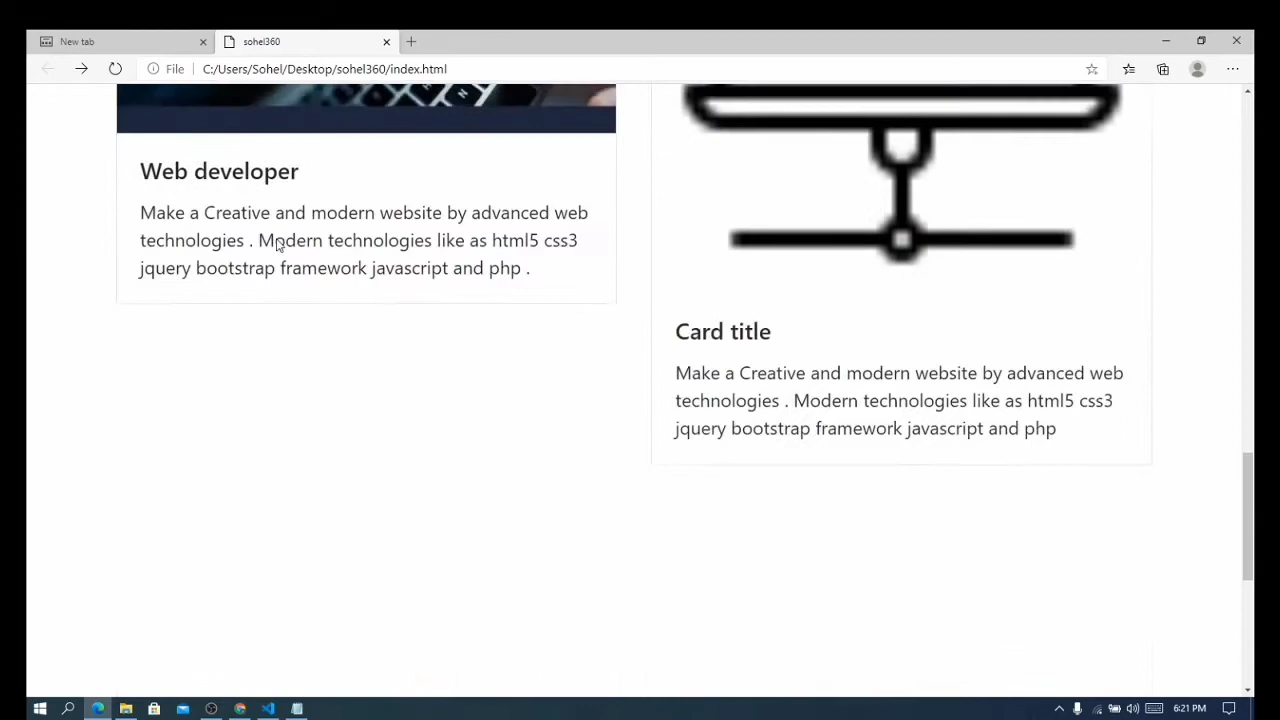 New tab
sohel360
File
C:/Users/Sohel/Desktop/sohel360/index.html
N
Web developer
Make a Creative and modern website by advanced web
technologies . Modern technologies like as html5 css3
jquery bootstrap framework javascript and php .
Card title
Make a Creative and modern website by advanced web
technologies . Modern technologies like as html5 css3
jquery bootstrap framework javascript and php
6:21 PM